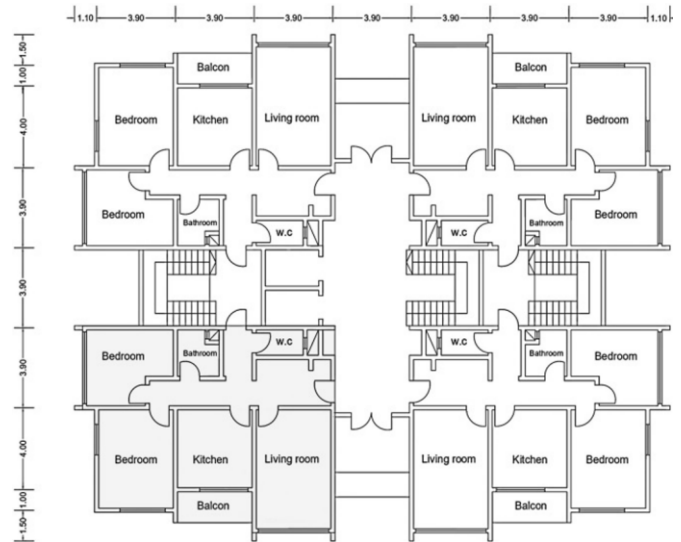 1.10 3.90 3.90 3.90 3.90 3.90 3.90 3.90 1.10
1.50
1.00
4.00
3.90
3.90
3.90
4.00
1.00
1.50
Balcon Balcon
Bedroom Kitchen Living room Living room Kitchen Bedroom
Bedroom Bathroom Bathroom Bedroom
W.C W.C
W.C W.C
Bedroom Bathroom Bathroom Bedroom
Bedroom Kitchen Living room Living room Kitchen Bedroom
Balcon Balcon